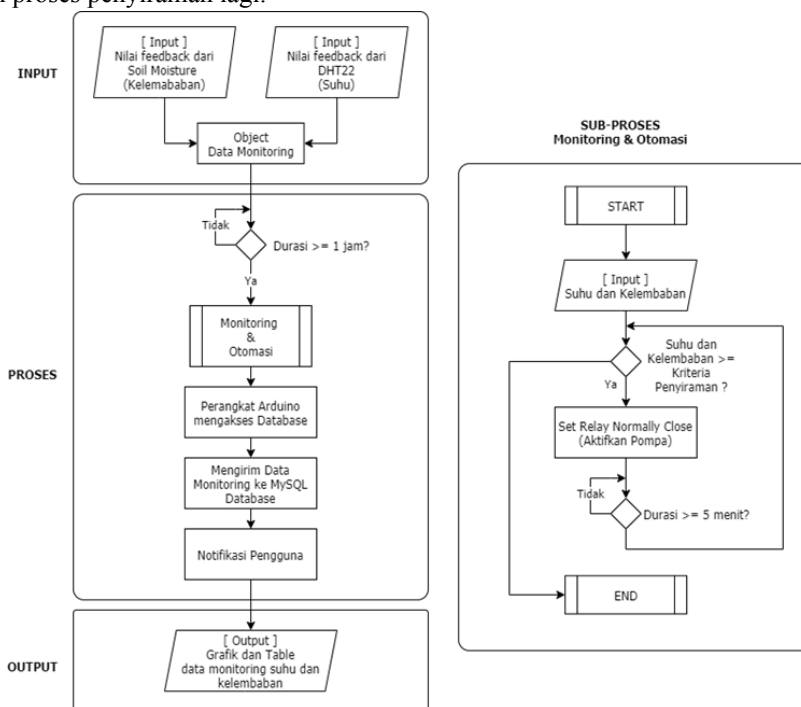 proses penyiraman lagi.
INPUT
[ Input ]
Nilai feedback dari
Soil Moisture
(Kelemababan)
[ Input ]
Nilai feedback dari
DHT22
(Suhu)
Object
Data Monitoring
PROSES
Tidak
Durasi >= 1 jam?
Ya
Monitoring
&
Otomasi
Perangkat Arduino
mengakses Database
Mengirim Data
Monitoring ke MySQL
Database
Notifikasi Pengguna
OUTPUT
[ Output ]
Grafik dan Table
data monitoring suhu dan
kelembaban
SUB-PROSES
Monitoring & Otomasi
START
[ Input ]
Suhu dan Kelembaban
Suhu dan
Kelembaban >=
Kriteria
Penyiraman ?
Ya
Set Relay Normally Close
(Aktifkan Pompa)
Tidak
Durasi >= 5 menit?
END